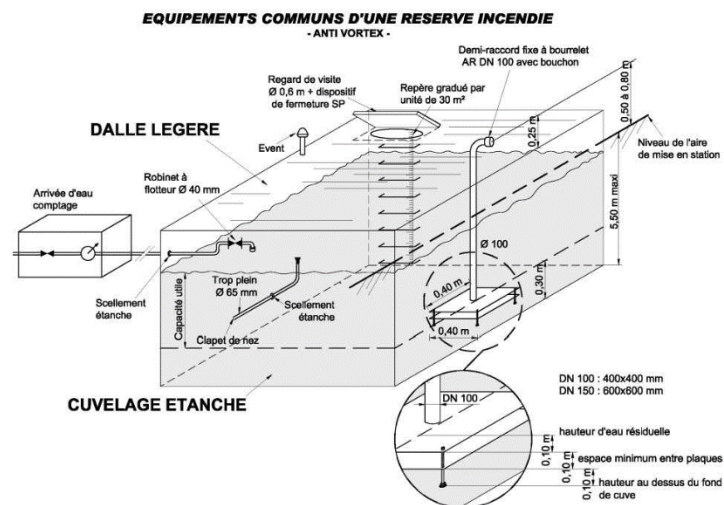 EQUIPEMENTS COMMUNS D'UNE RESERVE INCENDIE
- ANTI VORTEX -
Demi-raccord fixe à bourrelet
AR DN 100 avec bouchon
Regard de visite
Ø 0,6 m + dispositif
de fermeture SP
Repère gradué par
unité de 30 m²
0,50 à 0,80 m
0,25 m
DALLE LEGERE
Event
Niveau de l'aire
de mise en station
Robinet à
flotteur Ø 40 mm
Arrivée d'eau
comptage
5,50 m maxi
Ø 100
Scellement
étanche
Capacité utile
Trop plein
Ø 65 mm
Scellement
étanche
Clapet de nez
0,40 m
0,40 m
0,30 m
CUVELAGE ETANCHE
DN 100 : 400x400 mm
DN 150 : 600x600 mm
DN 100
hauteur d'eau résiduelle
0,10 m
espace minimum entre plaques
0,10 m
hauteur au dessus du fond
de cuve
0,10 m